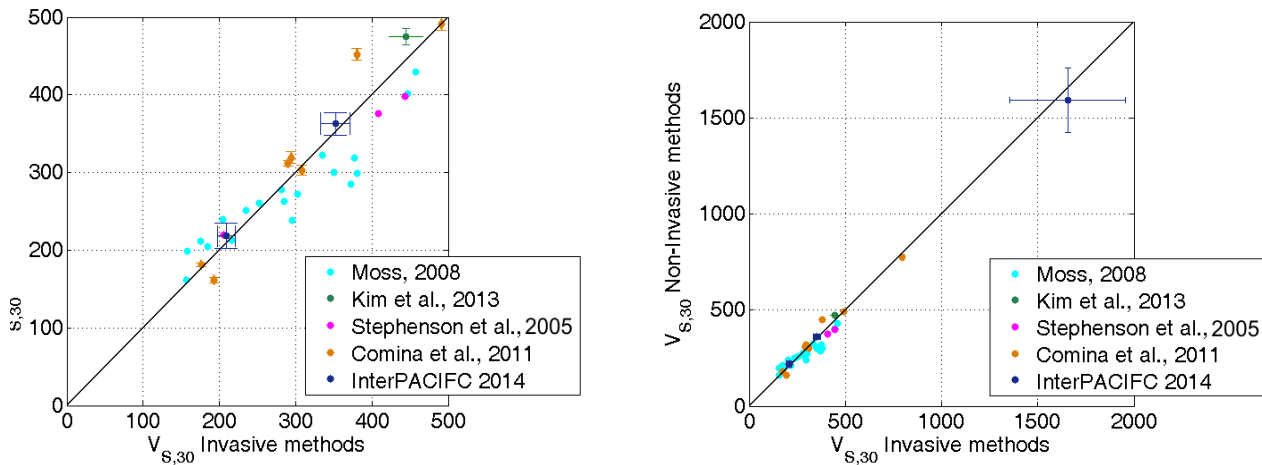 500
400
300
200
100
0
s,30
0 100 200 300 400 500
V_S,30 Invasive methods
Moss, 2008
Kim et al., 2013
Stephenson et al., 2005
Comina et al., 2011
InterPACIFC 2014
2000
1500
1000
500
0
V_S,30 Non-Invasive methods
0 500 1000 1500 2000
V_S,30 Invasive methods
Moss, 2008
Kim et al., 2013
Stephenson et al., 2005
Comina et al., 2011
InterPACIFC 2014